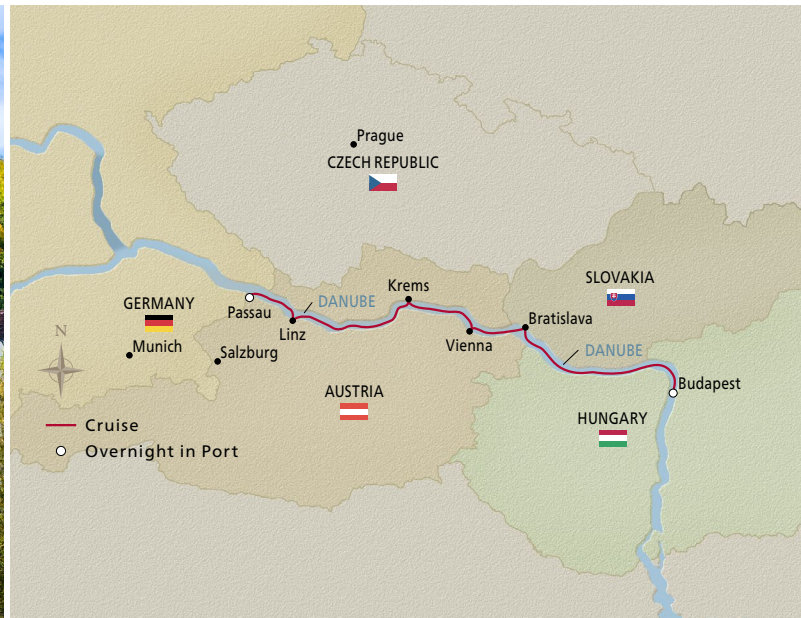 Prague
CZECH REPUBLIC
SLOVAKIA
Krems
GERMANY
DANUBE
Passau
Bratislava
Linz
N
Vienna
Munich
Salzburg
DANUBE
Budapest
AUSTRIA
HUNGARY
Cruise
Overnight in Port